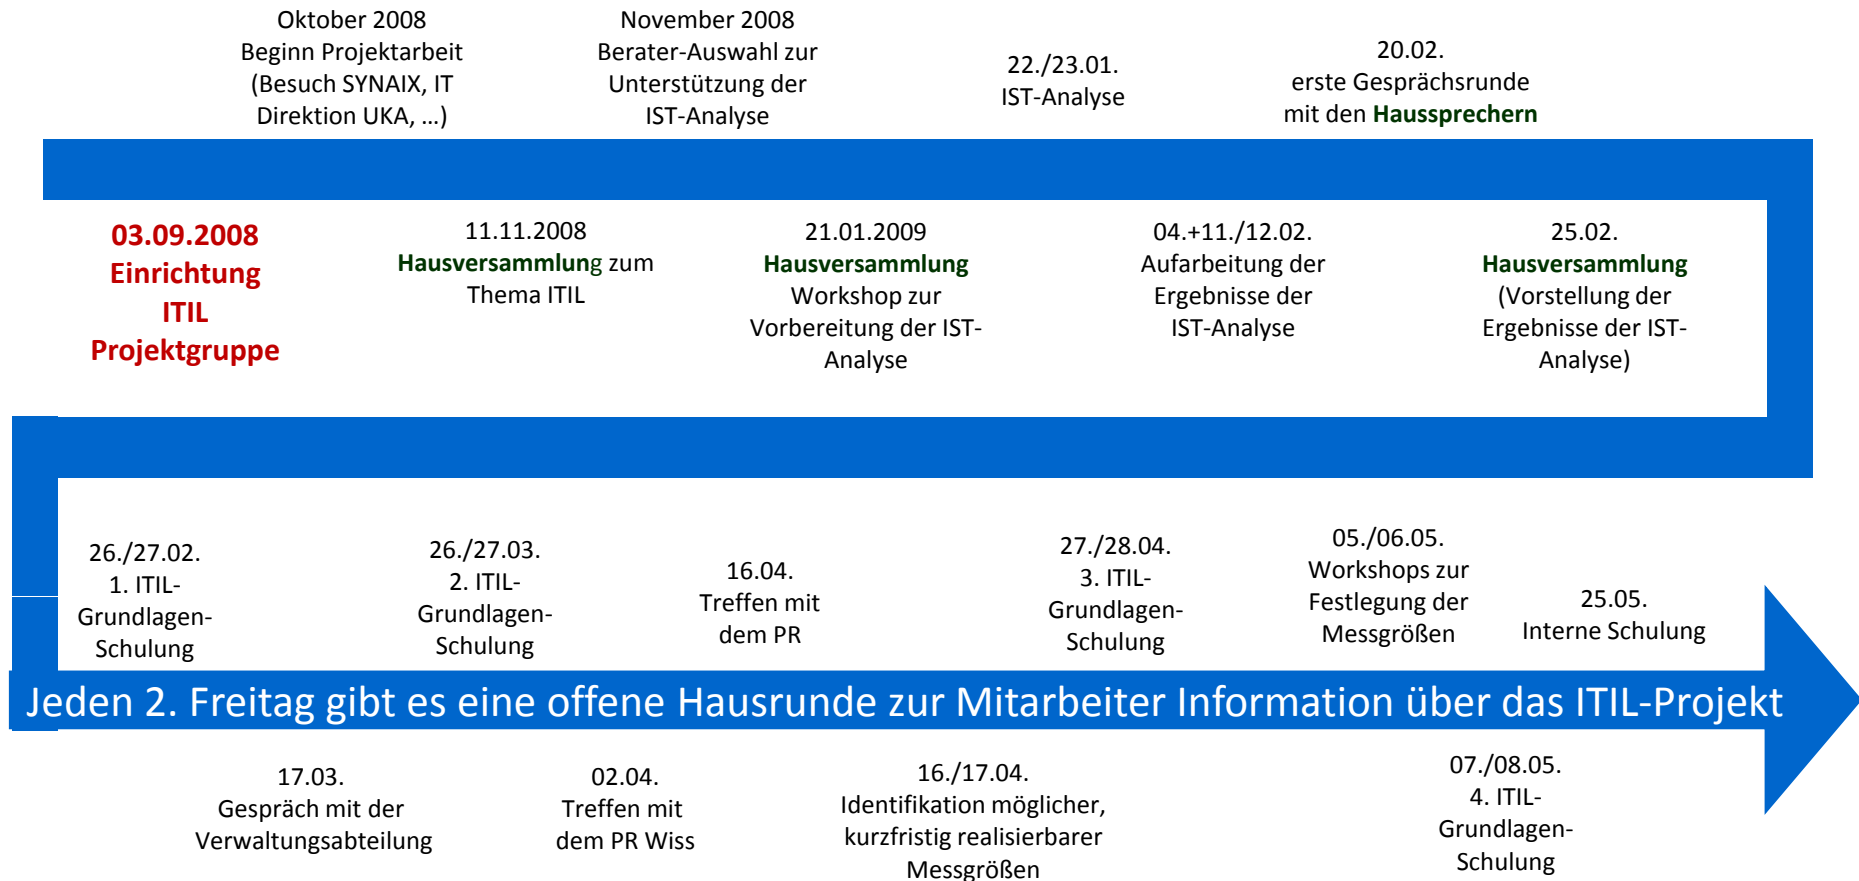 Oktober 2008
Beginn Projektarbeit
(Besuch SYNAIX, IT
Direktion UKA, …)
November 2008
Berater-Auswahl zur
Unterstützung der
IST-Analyse
22./23.01.
IST-Analyse
20.02.
erste Gesprächsrunde
mit den Haussprechern
03.09.2008
Einrichtung
ITIL
Projektgruppe
11.11.2008
Hausversammlung zum
Thema ITIL
21.01.2009
Hausversammlung
Workshop zur
Vorbereitung der IST-
Analyse
04.+11./12.02.
Aufarbeitung der
Ergebnisse der
IST-Analyse
25.02.
Hausversammlung
(Vorstellung der
Ergebnisse der IST-
Analyse)
26./27.02.
1. ITIL-
Grundlagen-
Schulung
26./27.03.
2. ITIL-
Grundlagen-
Schulung
16.04.
Treffen mit
dem PR
27./28.04.
3. ITIL-
Grundlagen-
Schulung
05./06.05.
Workshops zur
Festlegung der
Messgrößen
25.05.
Interne Schulung
Jeden 2. Freitag gibt es eine offene Hausrunde zur Mitarbeiter Information über das ITIL-Projekt
17.03.
Gespräch mit der
Verwaltungsabteilung
02.04.
Treffen mit
dem PR Wiss
16./17.04.
Identifikation möglicher,
kurzfristig realisierbarer
Messgrößen
07./08.05.
4. ITIL-
Grundlagen-
Schulung